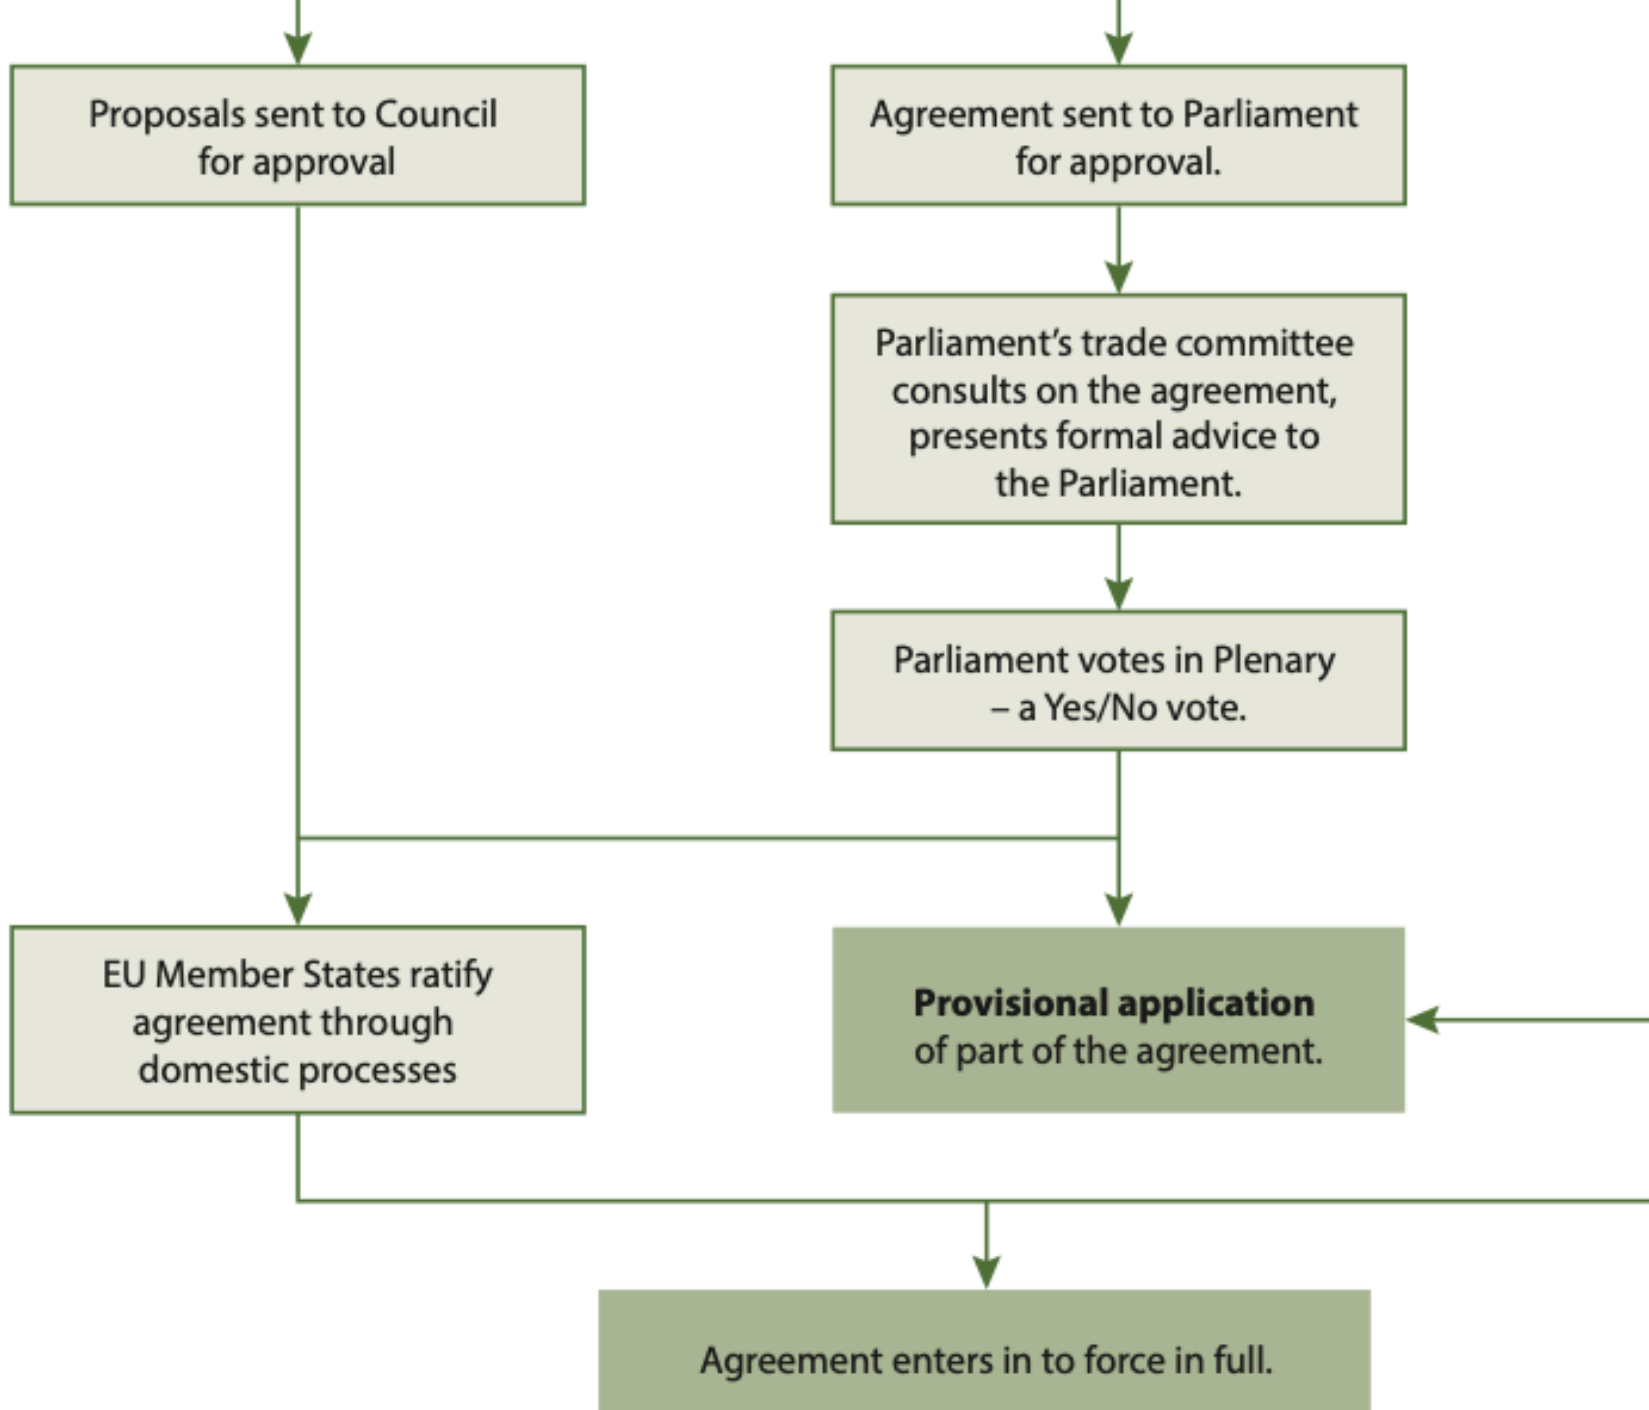 Proposals sent to Council
for approval
Agreement sent to Parliament
for approval.
Parliament’s trade committee
consults on the agreement,
presents formal advice to
the Parliament.
Parliament votes in Plenary
– a Yes/No vote.
EU Member States ratify
agreement through
domestic processes
Provisional application
of part of the agreement.
Agreement enters in to force in full.